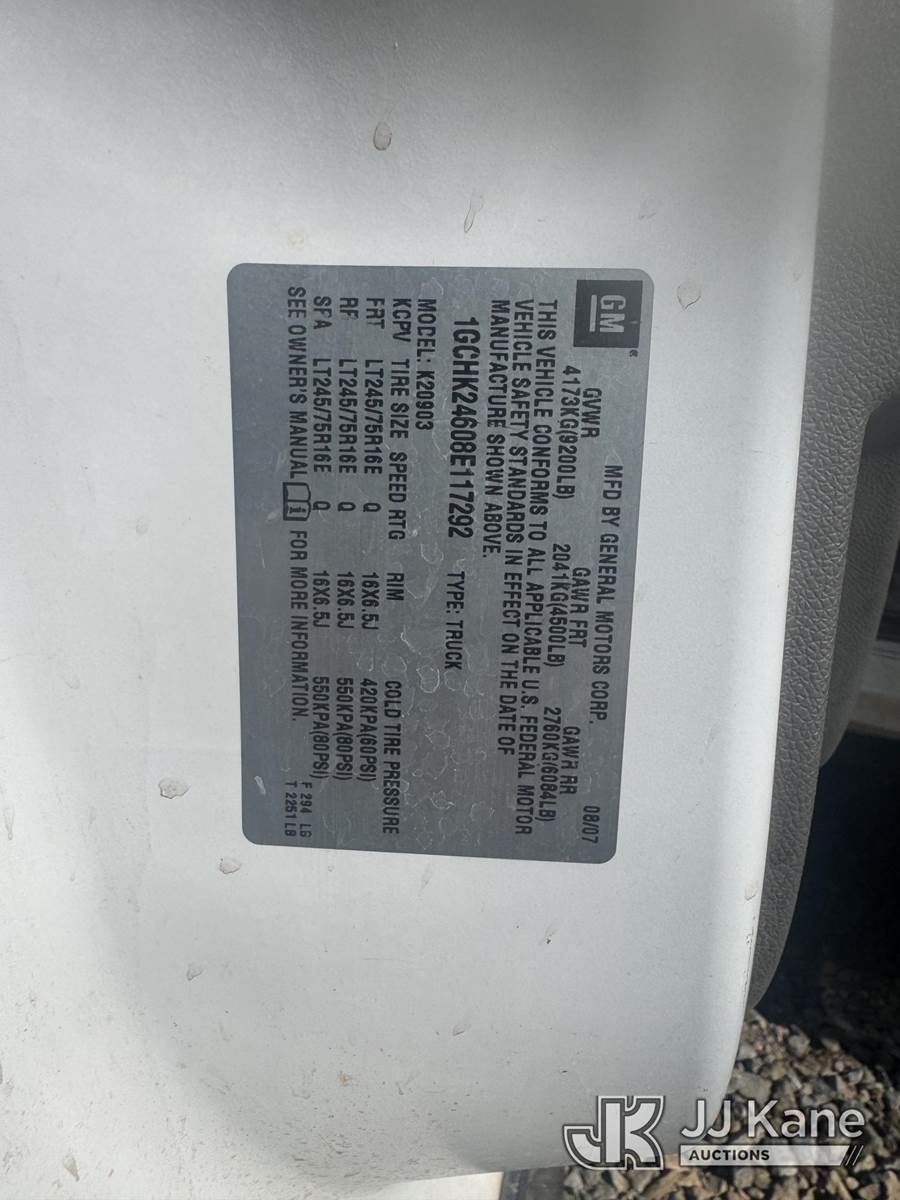 GM
MFD BY GENERAL MOTORS CORP. 08/07
GVWR GAWR FRT GAWR RR
4173KG(9200LB) 2041KG(4500LB) 2760KG(6084LB)
THIS VEHICLE CONFORMS TO ALL APPLICABLE U.S. FEDERAL MOTOR
VEHICLE SAFETY STANDARDS IN EFFECT ON THE DATE OF
MANUFACTURE SHOWN ABOVE.
1GCHK24608E117292 TYPE: TRUCK
MODEL: K20903
KCPV TIRE SIZE SPEED RTG RIM COLD TIRE PRESSURE
FRT LT245/75R16E Q 16X6.5J 420KPA(60PSI)
RR LT245/75R16E Q 16X6.5J 550KPA(80PSI)
SPA LT245/75R16E Q 16X6.5J 550KPA(80PSI)
SEE OWNER'S MANUAL FOR MORE INFORMATION.
F 294 LB
T 2251 LB
JK JJ Kane
AUCTIONS